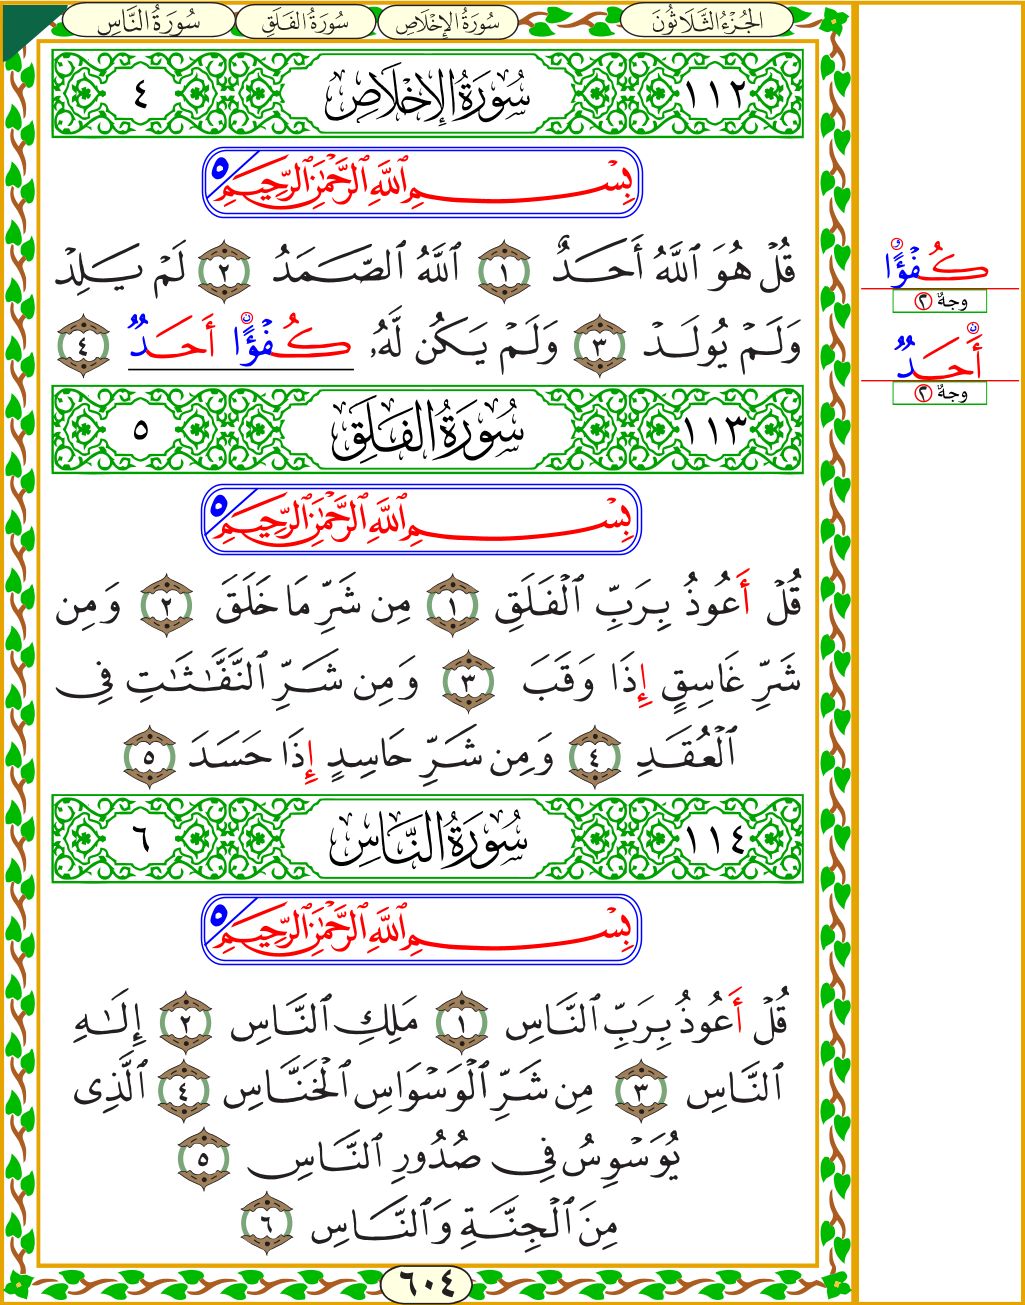 الجُزْءُ الثَّلَاثُونَ سُورَةُ الإِخْلَاصِ سُورَةُ الفَلَقِ سُورَةُ النَّاسِ
١١٢ سُورَةُ الإِخْلَاصِ ٤
بِسْمِ ٱللَّهِ ٱلرَّحْمَٰنِ ٱلرَّحِيمِ ٥
قُلْ هُوَ ٱللَّهُ أَحَدٌ ١ ٱللَّهُ ٱلصَّمَدُ ٢ لَمْ يَلِدْ
وَلَمْ يُولَدْ ٣ وَلَمْ يَكُن لَّهُۥ كُفُؤًا أَحَدٌۢ ٤
كُفُؤًا
وجهٌ ٢
أَحَدٌ
وجهٌ ٢
١١٣ سُورَةُ الفَلَقِ ٥
بِسْمِ ٱللَّهِ ٱلرَّحْمَٰنِ ٱلرَّحِيمِ ٥
قُلْ أَعُوذُ بِرَبِّ ٱلْفَلَقِ ١ مِن شَرِّ مَا خَلَقَ ٢ وَمِن
شَرِّ غَاسِقٍ إِذَا وَقَبَ ٣ وَمِن شَرِّ ٱلنَّفَّٰثَٰتِ فِى
ٱلْعُقَدِ ٤ وَمِن شَرِّ حَاسِدٍ إِذَا حَسَدَ ٥
١١٤ سُورَةُ النَّاسِ ٦
بِسْمِ ٱللَّهِ ٱلرَّحْمَٰنِ ٱلرَّحِيمِ ٥
قُلْ أَعُوذُ بِرَبِّ ٱلنَّاسِ ١ مَلِكِ ٱلنَّاسِ ٢ إِلَٰهِ
ٱلنَّاسِ ٣ مِن شَرِّ ٱلْوَسْوَاسِ ٱلْخَنَّاسِ ٤ ٱلَّذِى
يُوَسْوِسُ فِى صُدُورِ ٱلنَّاسِ ٥
مِنَ ٱلْجِنَّةِ وَٱلنَّاسِ ٦
٦٠٤